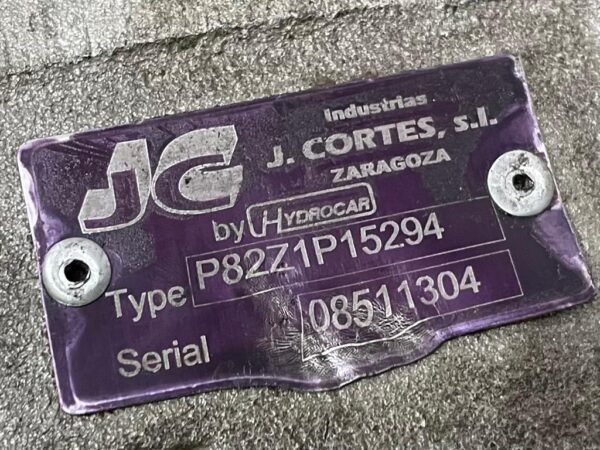 JC
Industrias
J. CORTES, s.l.
ZARAGOZA
by HYDROCAR
Type P82Z1P15294
Serial 08511304